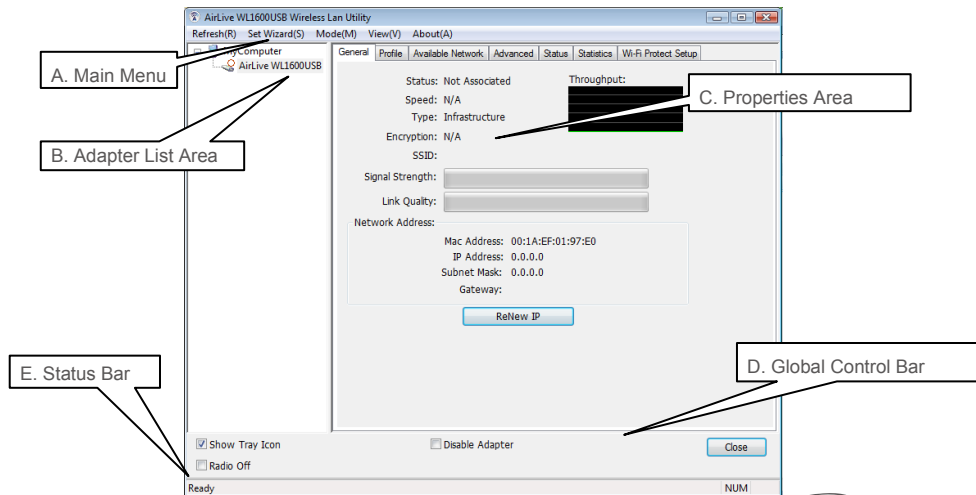 AirLive WL1600USB Wireless Lan Utility
Refresh(R) Set Wizard(S) Mode(M) View(V) About(A)
MyComputer
AirLive WL1600USB
General Profile Available Network Advanced Status Statistics Wi-Fi Protect Setup
A. Main Menu
B. Adapter List Area
Status: Not Associated
Throughput:
Speed: N/A
C. Properties Area
Type: Infrastructure
Encryption: N/A
SSID:
Signal Strength:
Link Quality:
Network Address:
Mac Address: 00:1A:EF:01:97:E0
IP Address: 0.0.0.0
Subnet Mask: 0.0.0.0
Gateway:
ReNew IP
E. Status Bar
D. Global Control Bar
Show Tray Icon
Disable Adapter
Close
Radio Off
Ready
NUM